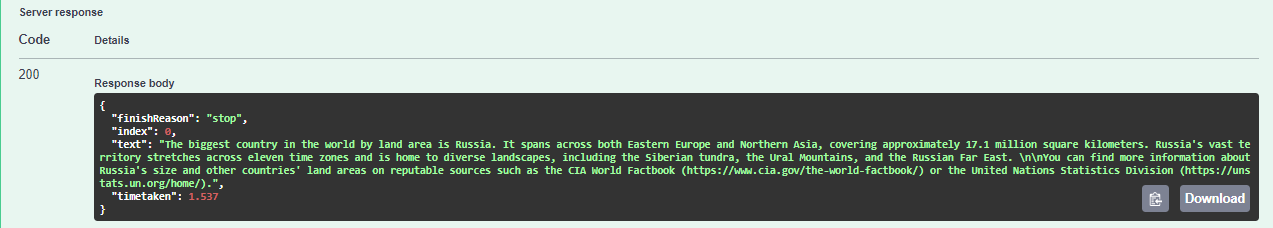 Server response
Code Details
200
Response body
{
"finishReason": "stop",
"index": 0,
"text": "The biggest country in the world by land area is Russia. It spans across both Eastern Europe and Northern Asia, covering approximately 17.1 million square kilometers. Russia's vast te
rritory stretches across eleven time zones and is home to diverse landscapes, including the Siberian tundra, the Ural Mountains, and the Russian Far East. \n\nYou can find more information about
Russia's size and other countries' land areas on reputable sources such as the CIA World Factbook (https://www.cia.gov/the-world-factbook/) or the United Nations Statistics Division (https://uns
tats.un.org/home/).",
"timetaken": 1.537
}
Download